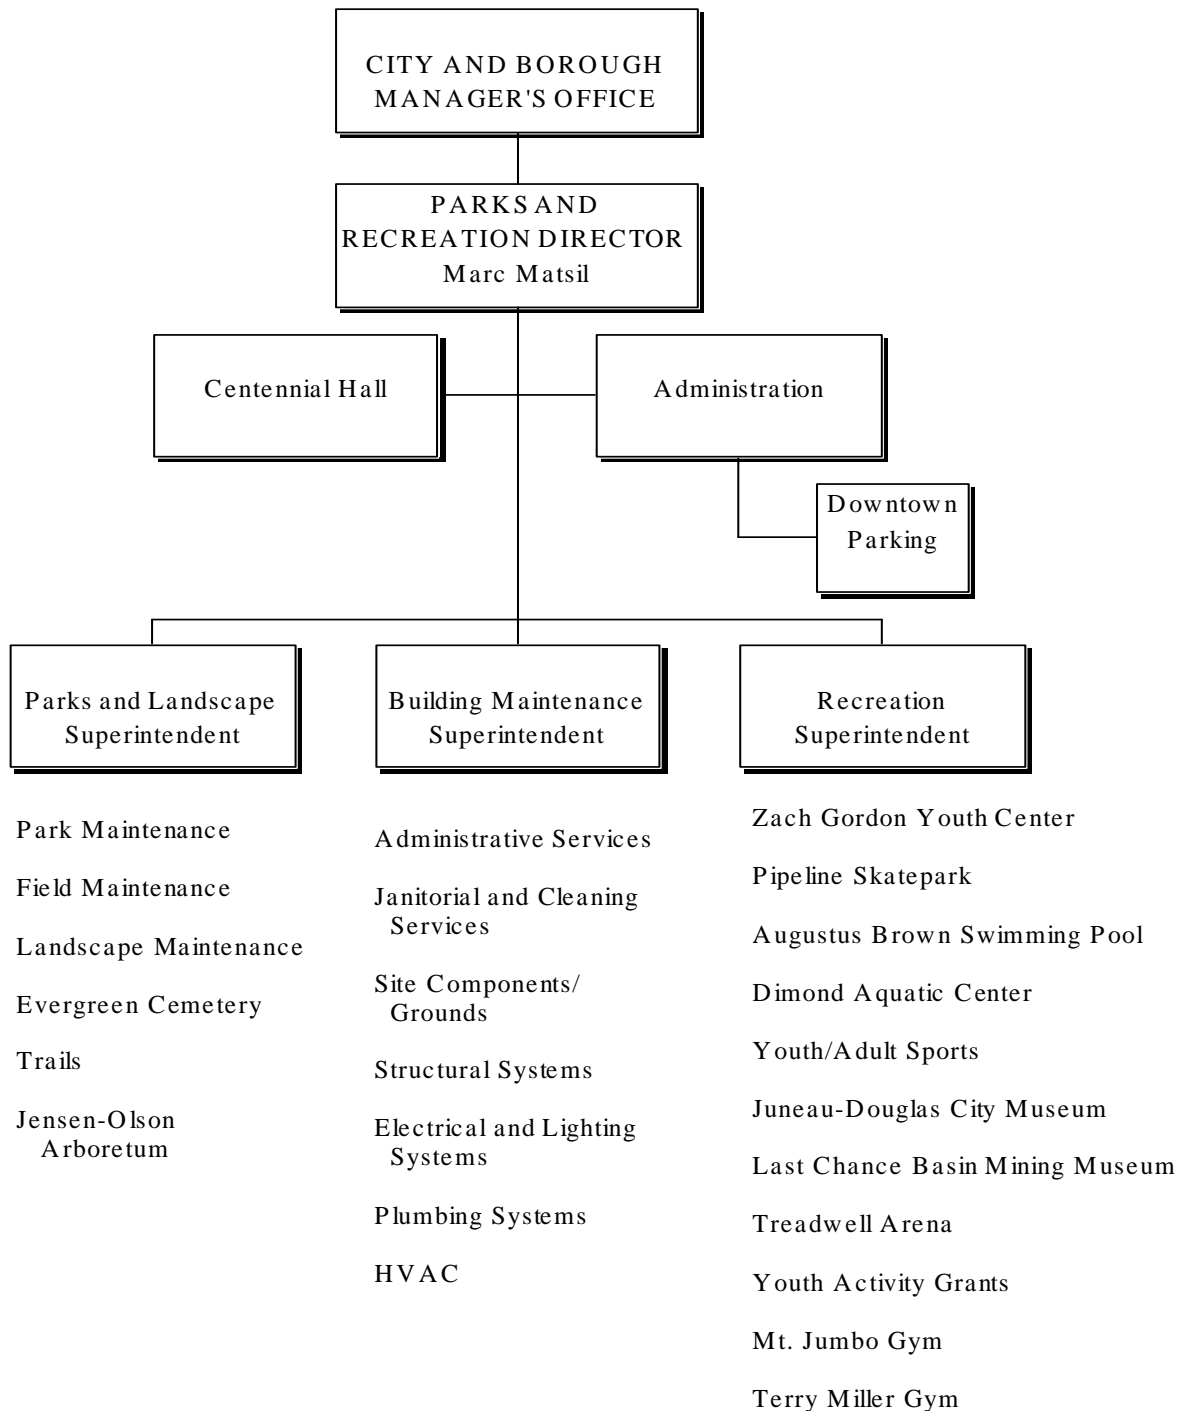 CITY AND BOROUGH
MANAGER'S OFFICE
PARKS AND
RECREATION DIRECTOR
Marc Matsil
Centennial Hall
Administration
Downtown
Parking
Parks and Landscape
Superintendent
Building Maintenance
Superintendent
Recreation
Superintendent
Park Maintenance
Field Maintenance
Landscape Maintenance
Evergreen Cemetery
Trails
Jensen-Olson
Arboretum
Administrative Services
Janitorial and Cleaning
Services
Site Components/
Grounds
Structural Systems
Electrical and Lighting
Systems
Plumbing Systems
HVAC
Zach Gordon Youth Center
Pipeline Skatepark
Augustus Brown Swimming Pool
Dimond Aquatic Center
Youth/Adult Sports
Juneau-Douglas City Museum
Last Chance Basin Mining Museum
Treadwell Arena
Youth Activity Grants
Mt. Jumbo Gym
Terry Miller Gym